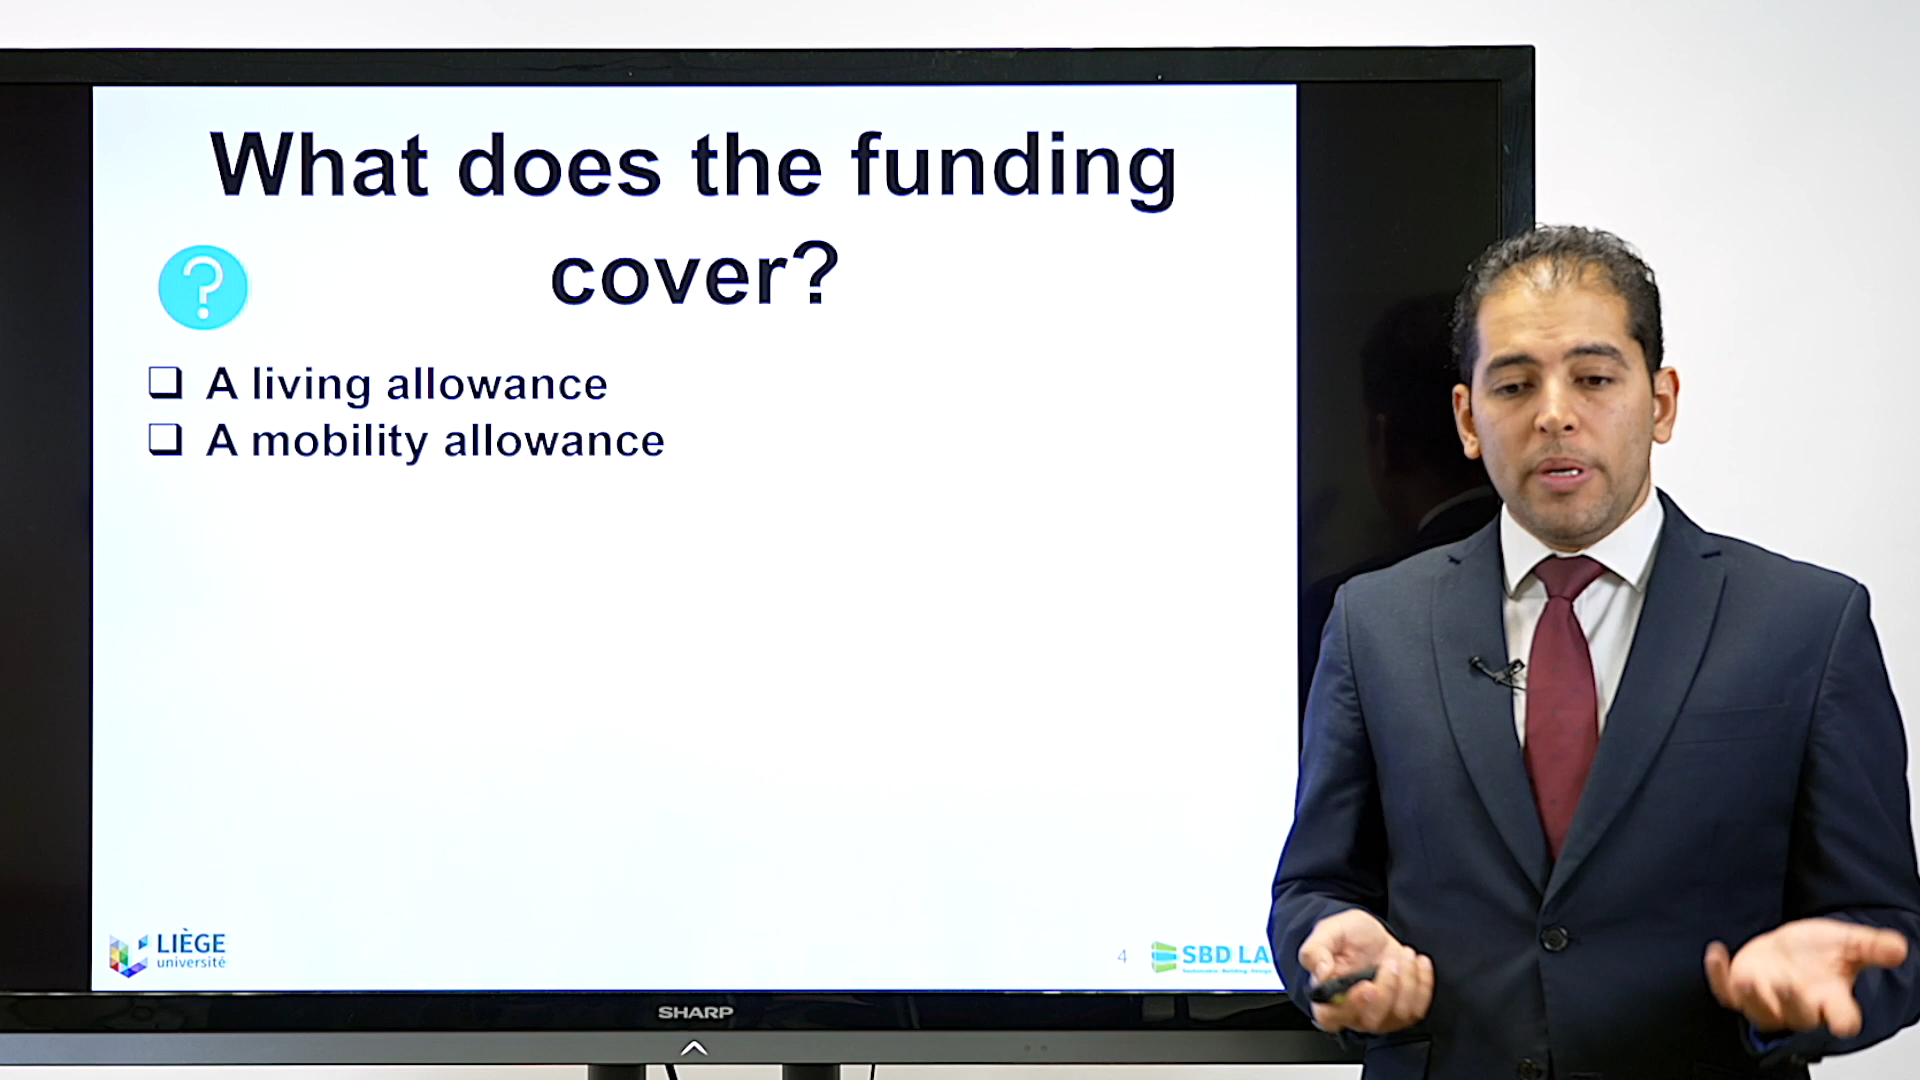 What does the funding
cover?
?
A living allowance
A mobility allowance
LIÈGE
université
4
SBD LA
SHARP